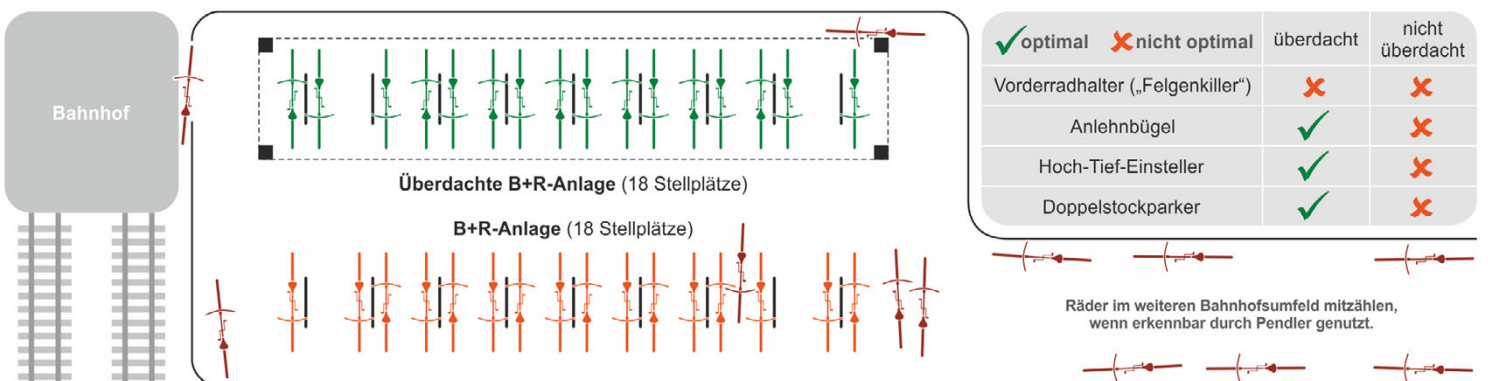 Bahnhof
Überdachte B+R-Anlage (18 Stellplätze)
B+R-Anlage (18 Stellplätze)
optimal nicht optimal überdacht nicht überdacht
Vorderradhalter („Felgenkiller“)
Anlehnbügel
Hoch-Tief-Einsteller
Doppelstockparker
Räder im weiteren Bahnhofsumfeld mitzählen,
wenn erkennbar durch Pendler genutzt.